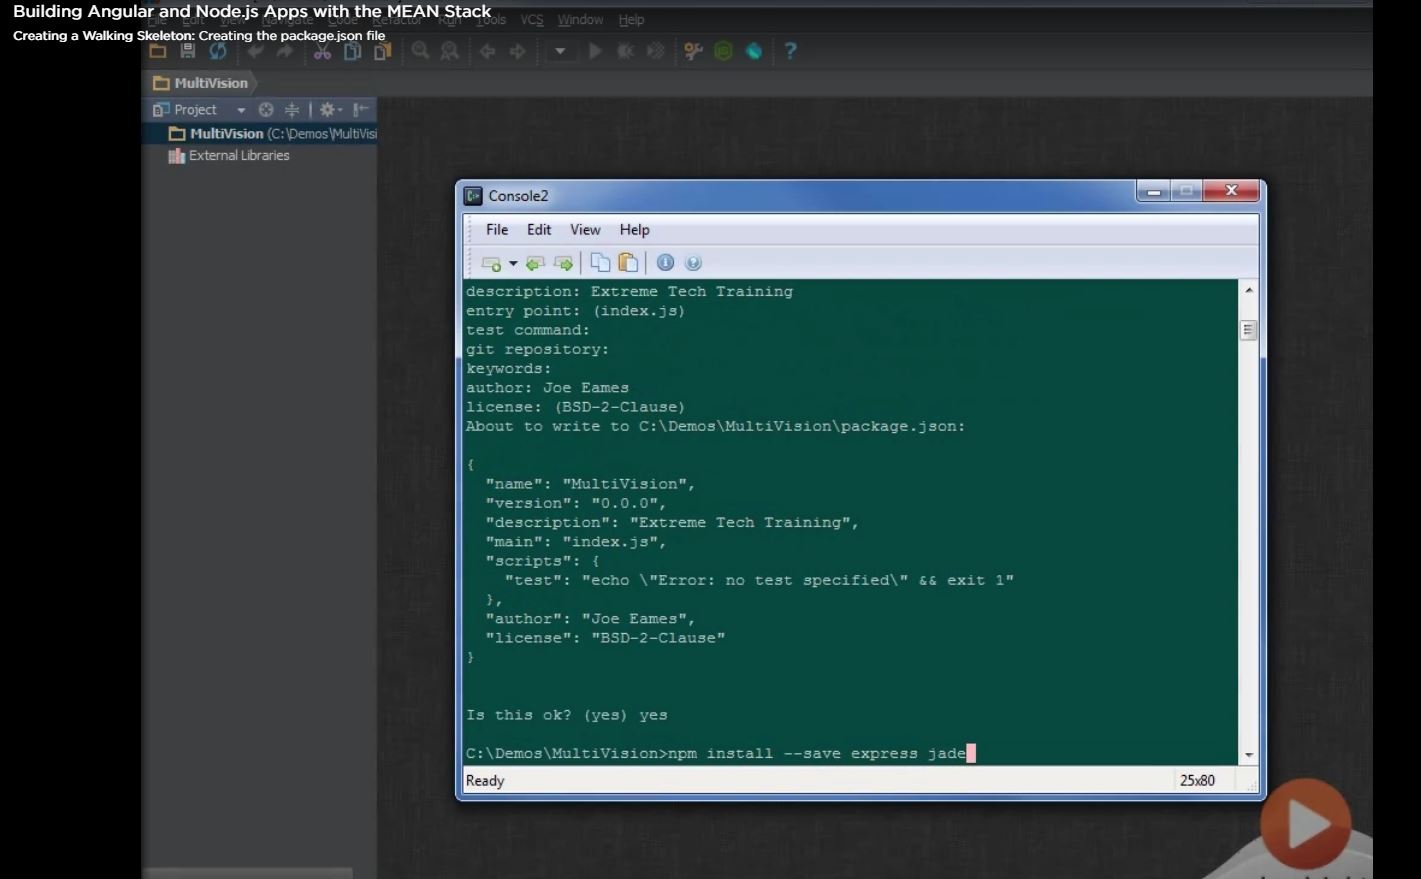 Building Angular and Node.js Apps with the MEAN Stack
Creating a Walking Skeleton: Creating the package.json file
File Edit View Navigate Code Refactor Run Tools VCS Window Help
MultiVision
Project
MultiVision (C:\Demos\MultiVisi
External Libraries
Console2
File Edit View Help
description: Extreme Tech Training
entry point: (index.js)
test command:
git repository:
keywords:
author: Joe Eames
license: (BSD-2-Clause)
About to write to C:\Demos\MultiVision\package.json:
{
"name": "MultiVision",
"version": "0.0.0",
"description": "Extreme Tech Training",
"main": "index.js",
"scripts": {
"test": "echo \"Error: no test specified\" && exit 1"
},
"author": "Joe Eames",
"license": "BSD-2-Clause"
}
Is this ok? (yes) yes
C:\Demos\MultiVision>npm install --save express jade
Ready 25x80